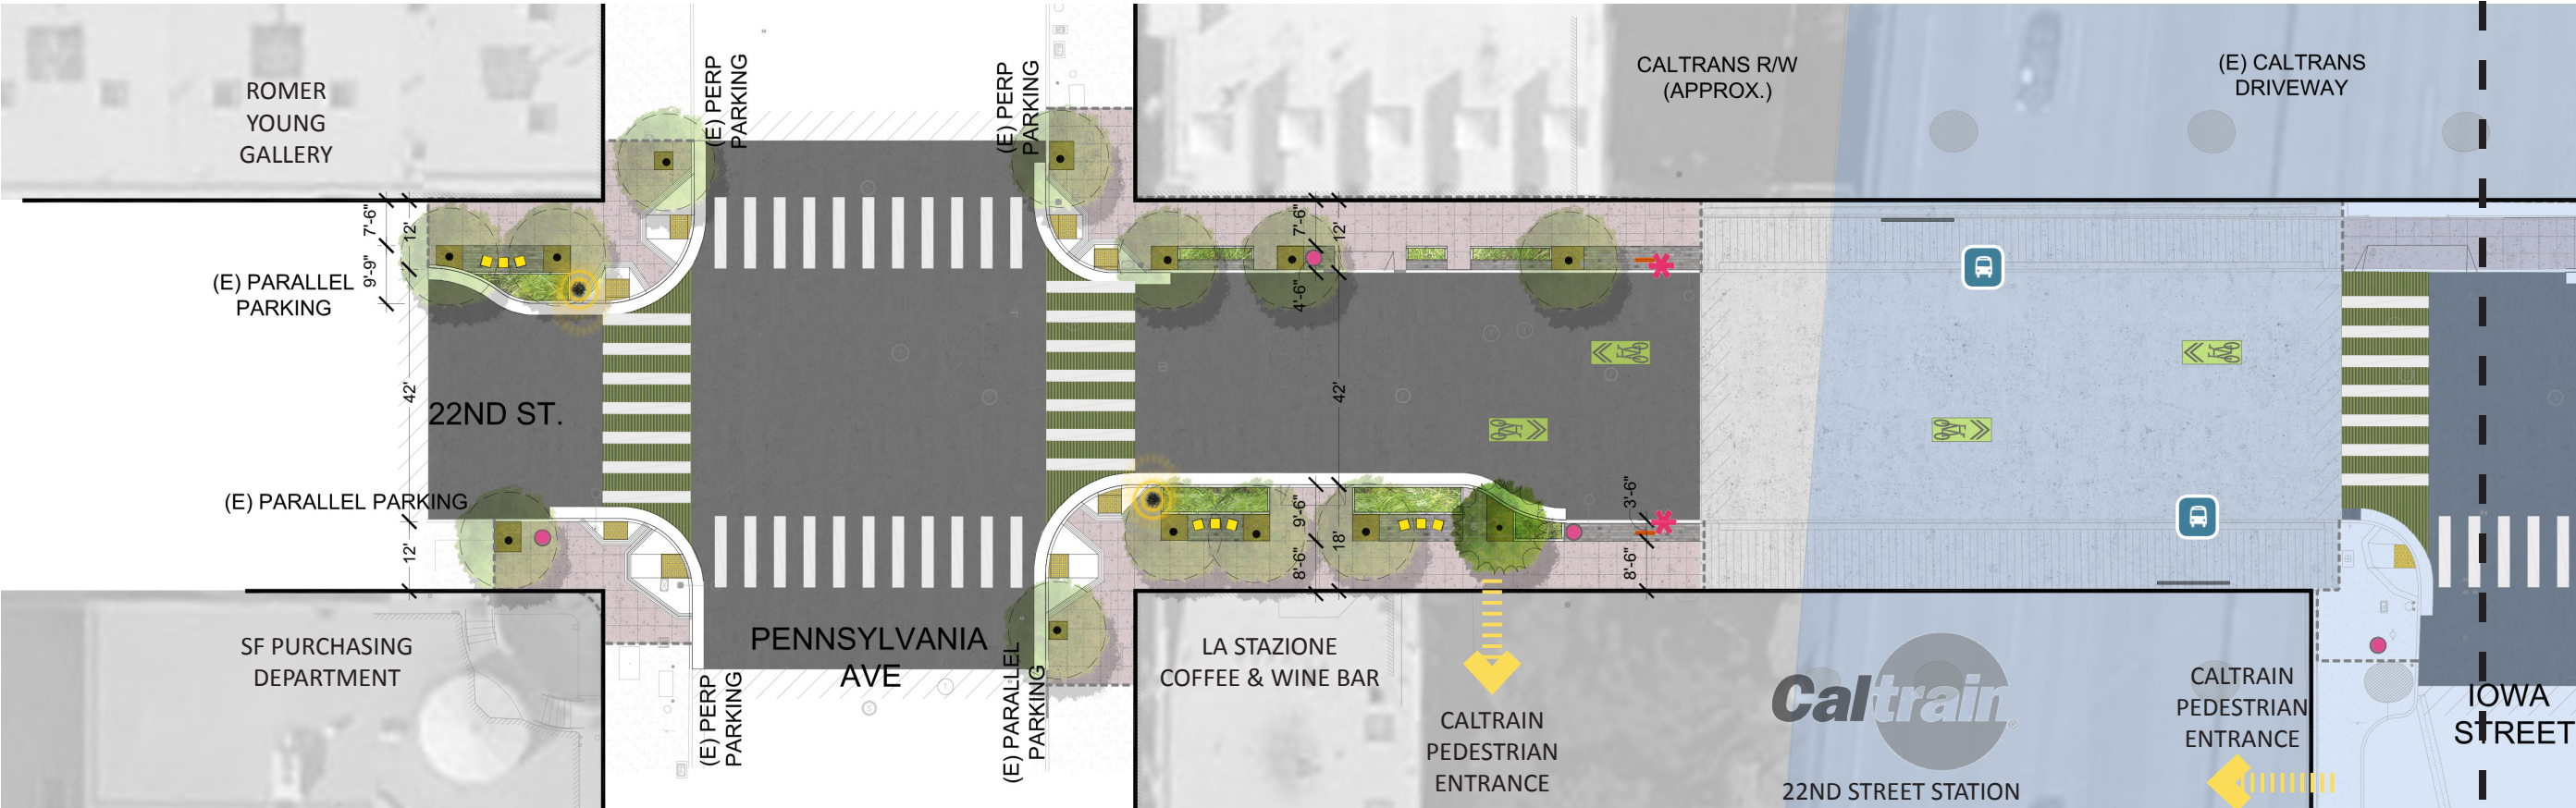 ROMER
YOUNG
GALLERY
(E) PERP
PARKING
(E) PERP
PARKING
CALTRANS R/W
(APPROX.)
(E) CALTRANS
DRIVEWAY
7'-6"
12'
9'-9"
(E) PARALLEL
PARKING
7'-6"
12'
4'-6"
42'
22ND ST.
42'
(E) PARALLEL PARKING
12'
9'-6"
18'
8'-6"
3'-6"
8'-6"
SF PURCHASING
DEPARTMENT
PENNSYLVANIA
AVE
(E) PERP
PARKING
(E) PARALLEL
PARKING
LA STAZIONE
COFFEE & WINE BAR
CALTRAIN
PEDESTRIAN
ENTRANCE
Caltrain
22ND STREET STATION
CALTRAIN
PEDESTRIAN
ENTRANCE
IOWA
STREET